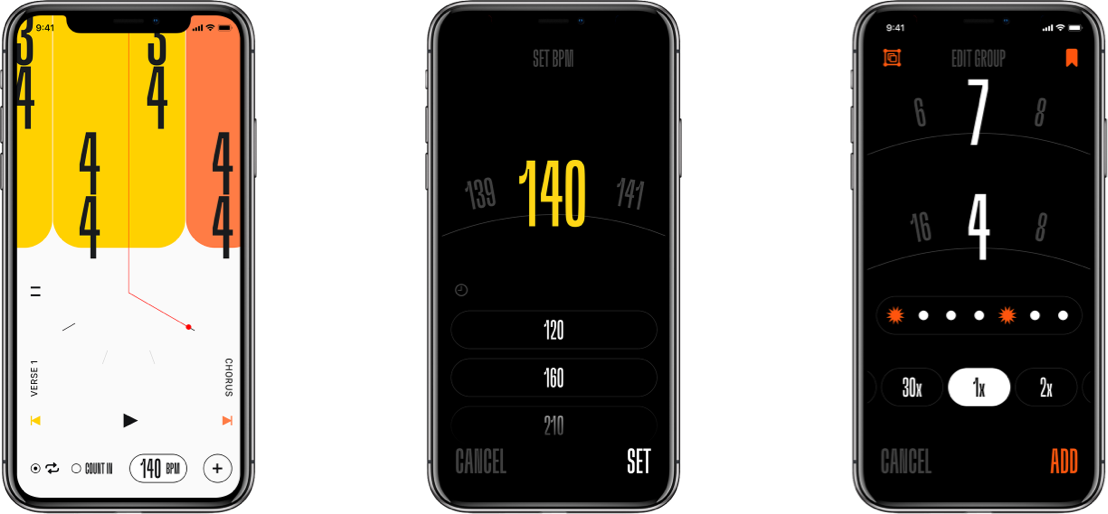 9:41
3
3
4
4
4
4
4
4
VERSE 1
CHORUS
COUNT IN
140 BPM
SET BPM
139 140 141
120
160
210
CANCEL SET
9:41
EDIT GROUP
6 7 8
16 4 8
30x 1x 2x
CANCEL ADD